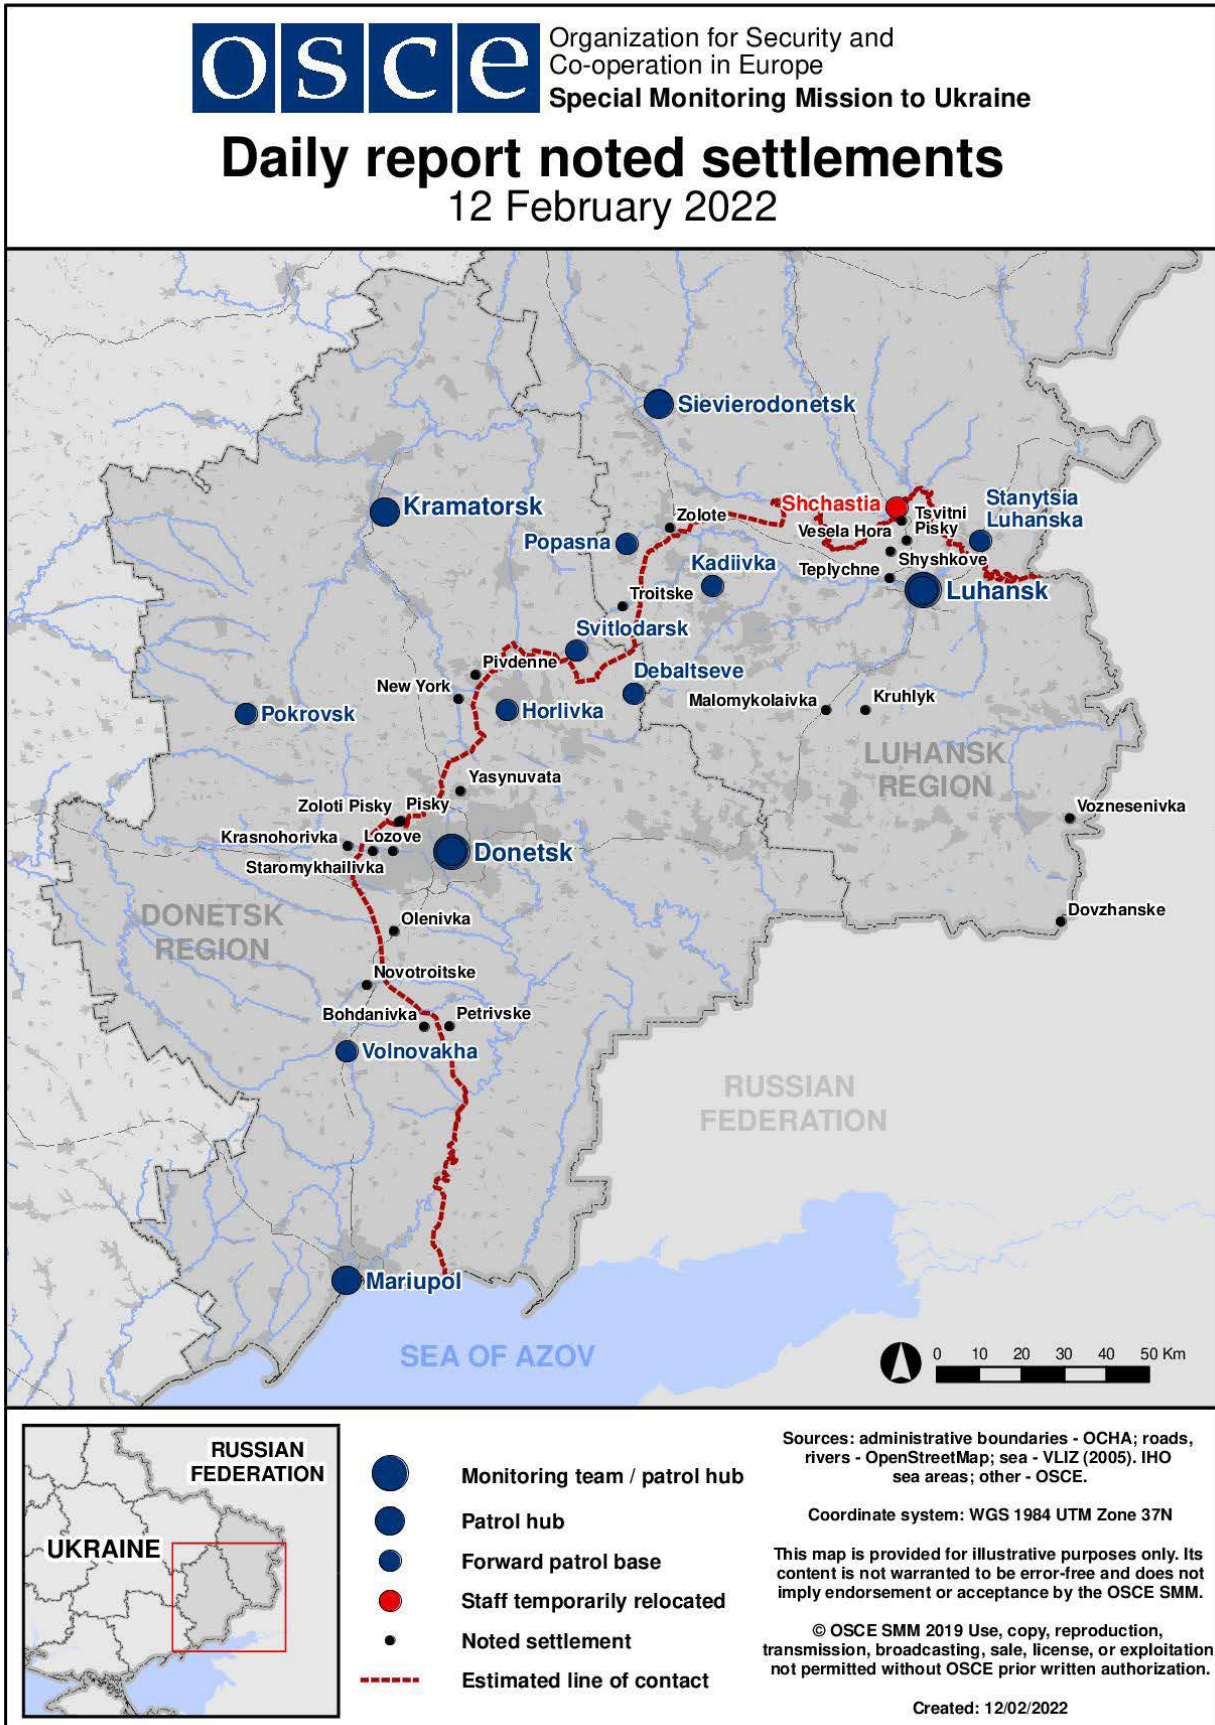 OSCE
Organization for Security and
Co-operation in Europe
Special Monitoring Mission to Ukraine
Daily report noted settlements
12 February 2022
Sievierodonetsk
Kramatorsk
Shchastia
Stanytsia
Luhanska
Zolote
Tsvitni
Pisky
Vesela Hora
Popasna
Kadiivka
Shyshkove
Teplychne
Luhansk
Troitske
Svitlodarsk
Pivdenne
Debaltseve
New York
Malomykolaivka
Kruhlyk
Pokrovsk
Horlivka
LUHANSK
REGION
Yasynuvata
Zoloti Pisky
Pisky
Voznesenivka
Krasnohorivka
Lozove
Donetsk
Staromykhailivka
DONETSK
REGION
Olenivka
Dovzhanske
Novotroitske
Bohdanivka
Petrivske
Volnovakha
RUSSIAN
FEDERATION
Mariupol
SEA OF AZOV
0 10 20 30 40 50 Km
RUSSIAN
FEDERATION
UKRAINE
Monitoring team / patrol hub
Patrol hub
Forward patrol base
Staff temporarily relocated
Noted settlement
Estimated line of contact
Sources: administrative boundaries - OCHA; roads,
rivers - OpenStreetMap; sea - VLIZ (2005). IHO
sea areas; other - OSCE.
Coordinate system: WGS 1984 UTM Zone 37N
This map is provided for illustrative purposes only. Its
content is not warranted to be error-free and does not
imply endorsement or acceptance by the OSCE SMM.
© OSCE SMM 2019 Use, copy, reproduction,
transmission, broadcasting, sale, license, or exploitation
not permitted without OSCE prior written authorization.
Created: 12/02/2022